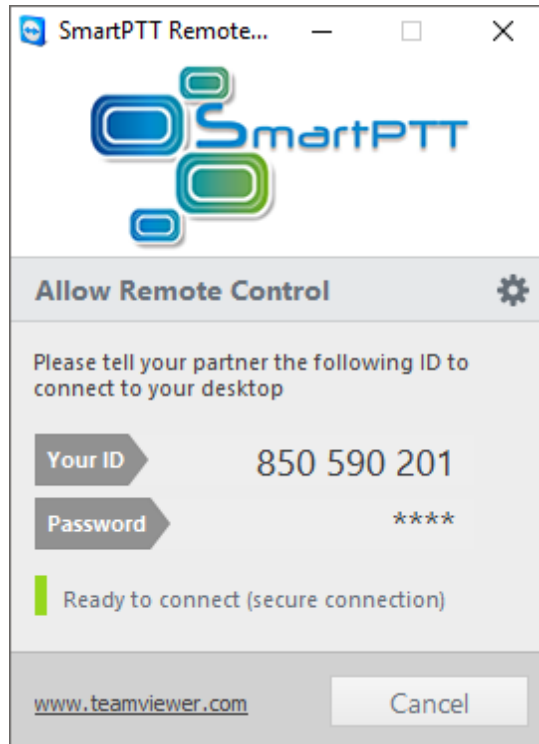 SmartPTT Remote...
SmartPTT
Allow Remote Control
Please tell your partner the following ID to
connect to your desktop
Your ID 850 590 201
Password ****
Ready to connect (secure connection)
www.teamviewer.com Cancel